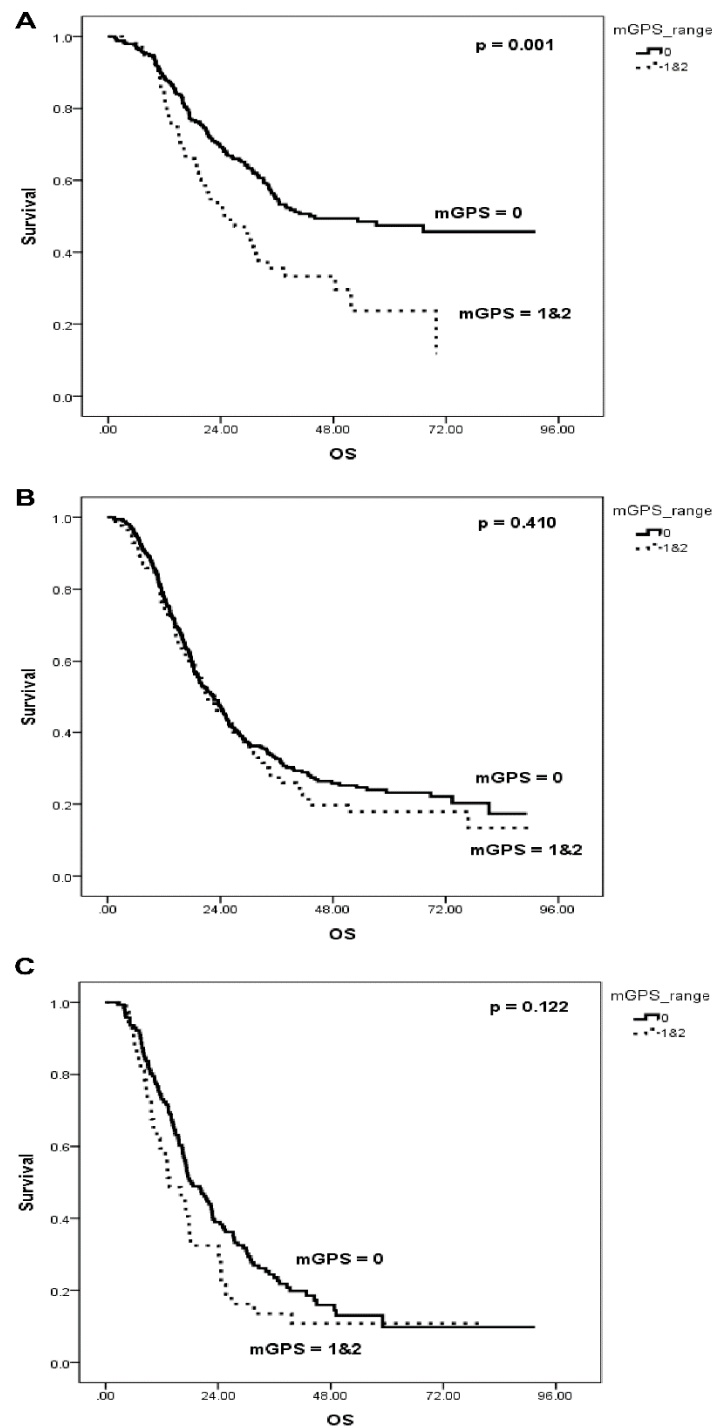 A
mGPS_range
0
1&2
p = 0.001
1.0
0.8
0.6
0.4
0.2
0.0
Survival
mGPS = 0
mGPS = 1&2
.00
24.00
48.00
72.00
96.00
OS
B
mGPS_range
0
1&2
p = 0.410
1.0
0.8
0.6
0.4
0.2
0.0
Survival
mGPS = 0
mGPS = 1&2
.00
24.00
48.00
72.00
96.00
OS
C
mGPS_range
0
1&2
p = 0.122
1.0
0.8
0.6
0.4
0.2
0.0
Survival
mGPS = 0
mGPS = 1&2
.00
24.00
48.00
72.00
96.00
OS